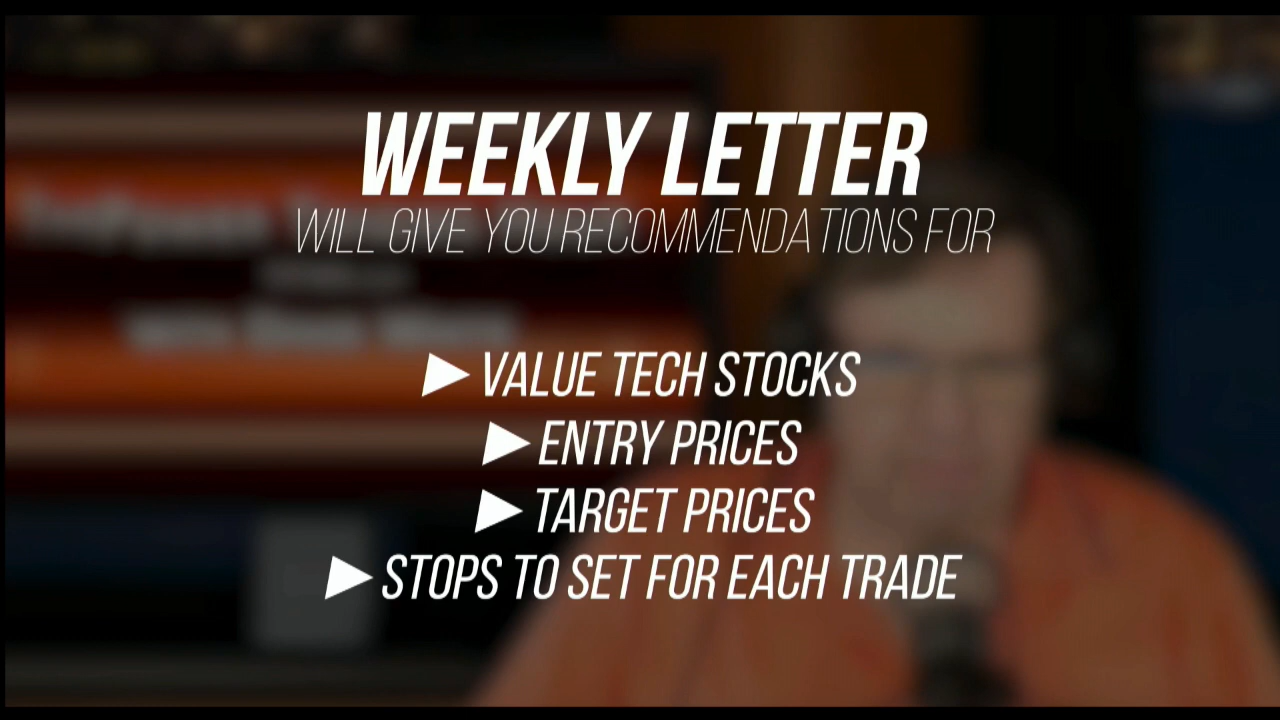 WEEKLY LETTER
WILL GIVE YOU RECOMMENDATIONS FOR
▶ VALUE TECH STOCKS
▶ ENTRY PRICES
▶ TARGET PRICES
▶ STOPS TO SET FOR EACH TRADE